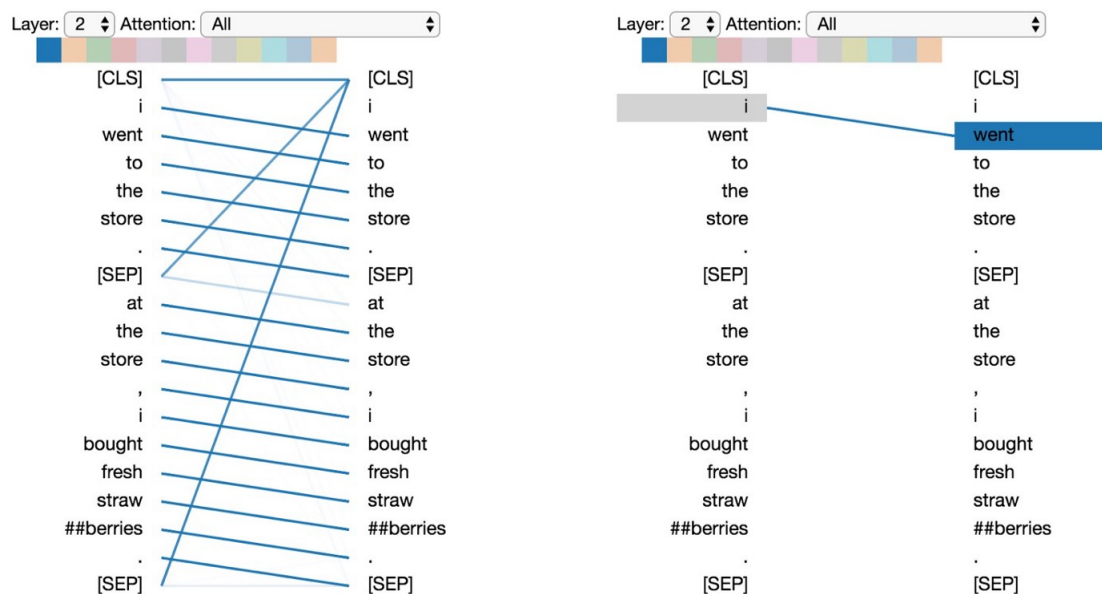 Layer: 2 Attention: All
[CLS] [CLS]
i i
went went
to to
the the
store store
. .
[SEP] [SEP]
at at
the the
store store
, ,
i i
bought bought
fresh fresh
straw straw
##berries ##berries
. .
[SEP] [SEP]
Layer: 2 Attention: All
[CLS] [CLS]
i i
went went
to to
the the
store store
. .
[SEP] [SEP]
at at
the the
store store
, ,
i i
bought bought
fresh fresh
straw straw
##berries ##berries
. .
[SEP] [SEP]